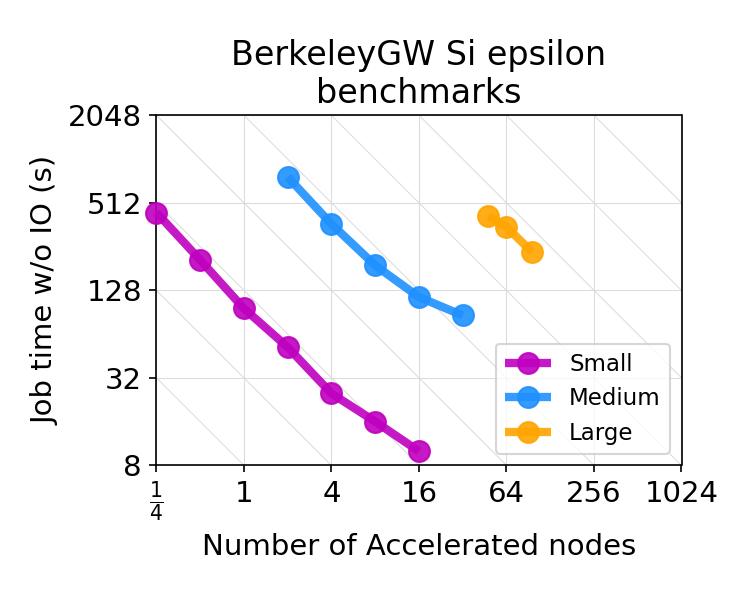 BerkeleyGW Si epsilon
benchmarks
Job time w/o IO (s)
2048
512
128
32
8
1/4 1 4 16 64 256 1024
Number of Accelerated nodes
Small
Medium
Large